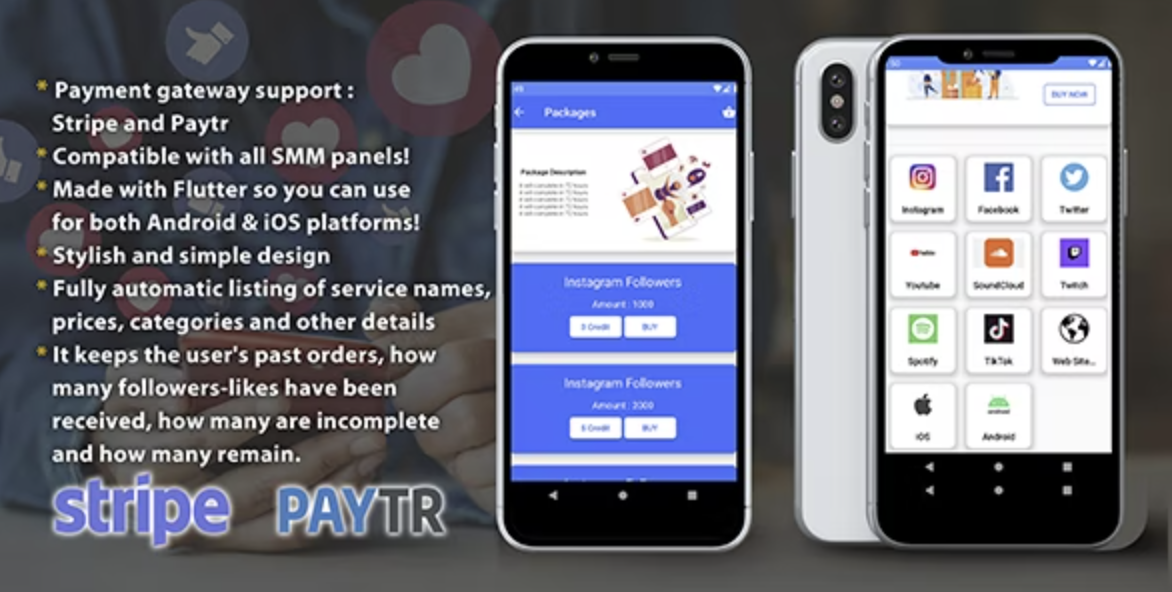 * Payment gateway support :
Stripe and Paytr
* Compatible with all SMM panels!
* Made with Flutter so you can use
for both Android & iOS platforms!
* Stylish and simple design
* Fully automatic listing of service names,
prices, categories and other details
* It keeps the user's past orders, how
many followers-likes have been
received, how many are incomplete
and how many remain.
stripe PAYTR
Packages
Package Description
Instagram Followers
Amount : 1000
Credit BUY
Instagram Followers
Amount : 2000
Credit BUY
BUY NOW
Instagram Facebook Twitter
Youtube SoundCloud Twitch
Spotify TikTok Web Site...
iOS Android